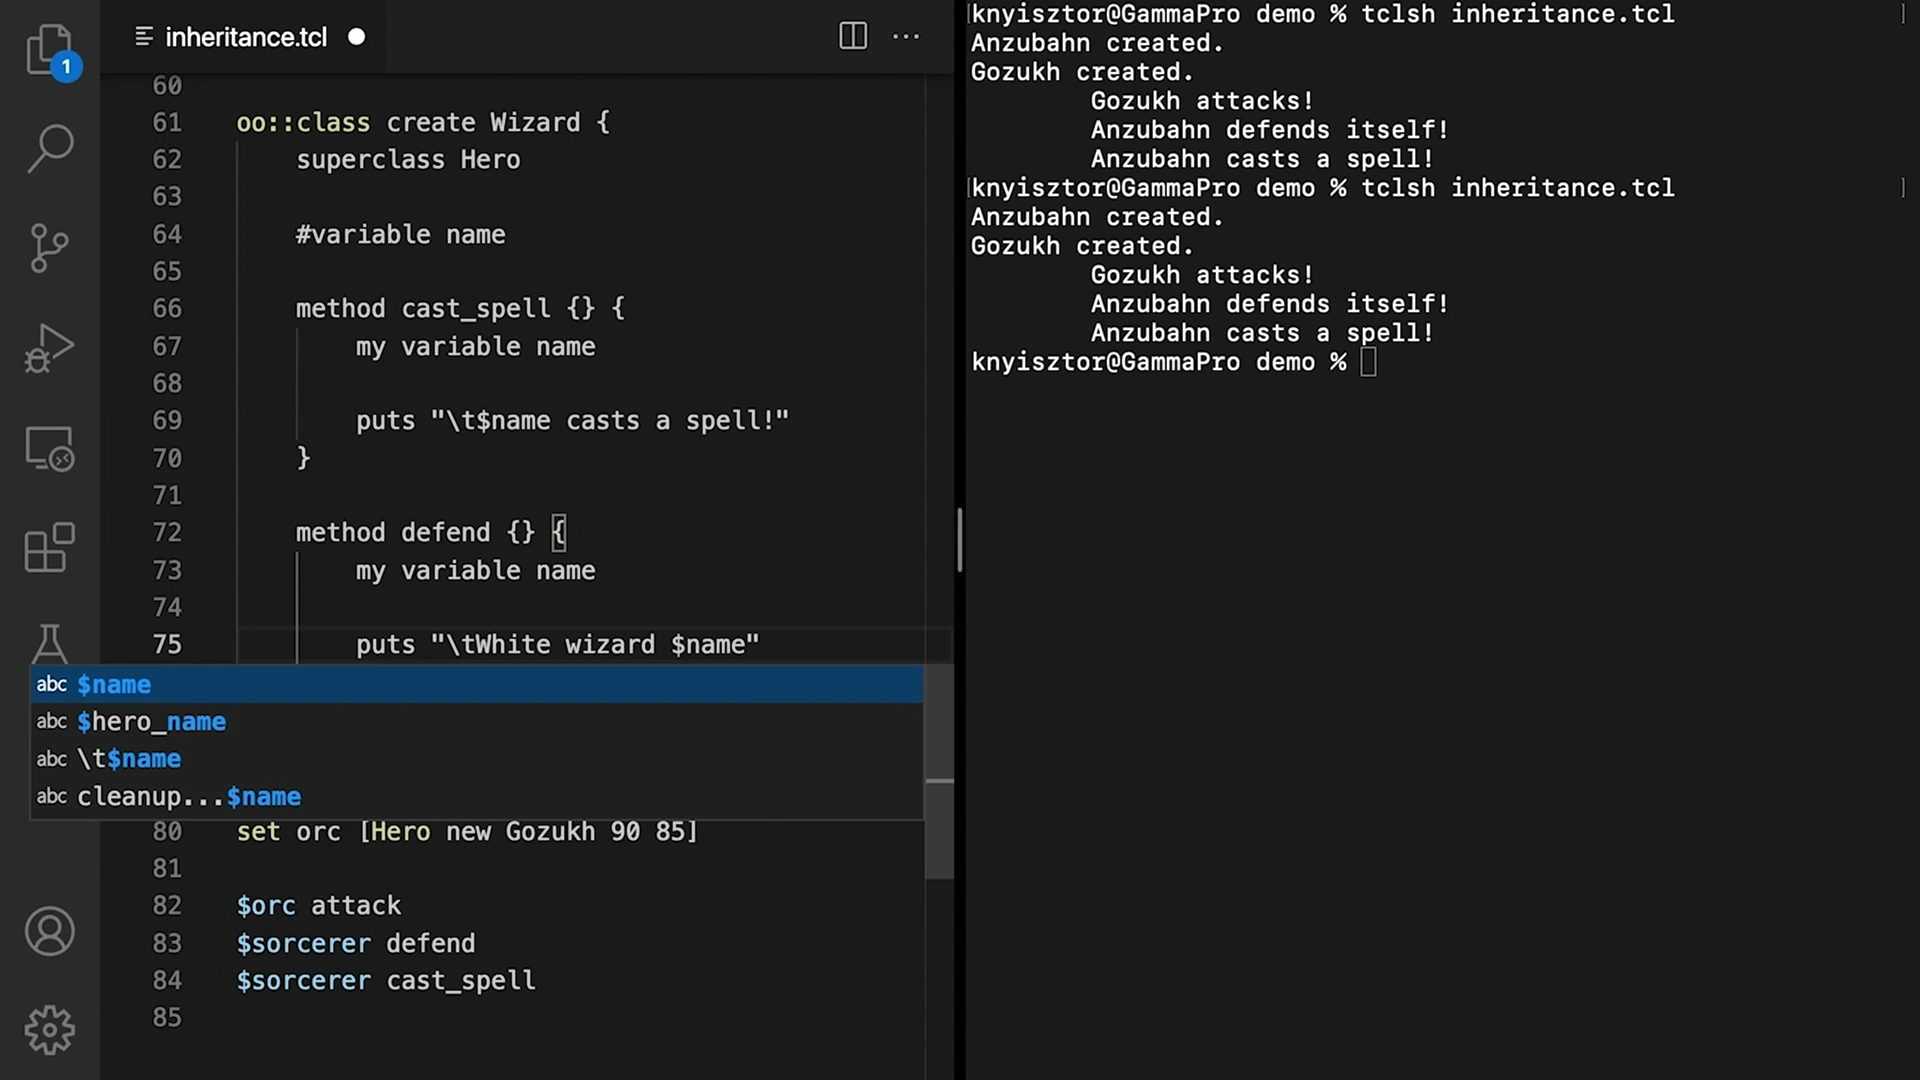 1
inheritance.tcl
60
61 oo::class create Wizard {
62 superclass Hero
63
64 #variable name
65
66 method cast_spell {} {
67 my variable name
68
69 puts "\t$name casts a spell!"
70 }
71
72 method defend {} {
73 my variable name
74
75 puts "\tWhite wizard $name"
abc $name
abc $hero_name
abc \t$name
abc cleanup...$name
80 set orc [Hero new Gozukh 90 85]
81
82 $orc attack
83 $sorcerer defend
84 $sorcerer cast_spell
85
[knyisztor@GammaPro demo % tclsh inheritance.tcl ]
Anzubahn created.
Gozukh created.
Gozukh attacks!
Anzubahn defends itself!
Anzubahn casts a spell!
[knyisztor@GammaPro demo % tclsh inheritance.tcl ]
Anzubahn created.
Gozukh created.
Gozukh attacks!
Anzubahn defends itself!
Anzubahn casts a spell!
knyisztor@GammaPro demo %